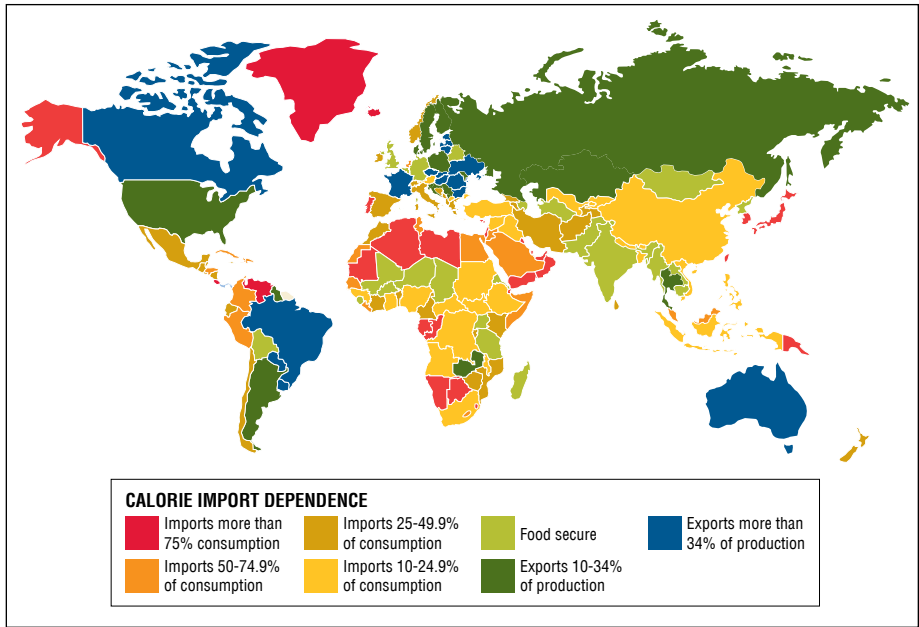 CALORIE IMPORT DEPENDENCE
Imports more than
75% consumption
Imports 50-74.9%
of consumption
Imports 25-49.9%
of consumption
Imports 10-24.9%
of consumption
Food secure
Exports 10-34%
of production
Exports more than
34% of production